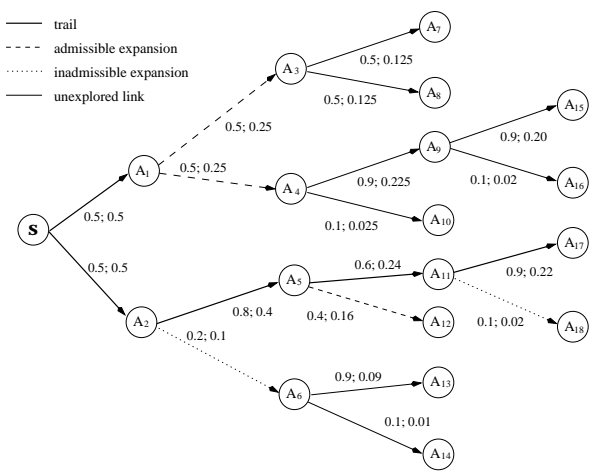 trail
admissible expansion
inadmissible expansion
unexplored link
A7
0.5; 0.125
A3
0.5; 0.125
A8
0.5; 0.25
A15
A9
0.9; 0.20
A1
0.5; 0.25
0.9; 0.225
0.1; 0.02
A16
A4
0.5; 0.5
0.1; 0.025
A10
S
A17
0.5; 0.5
0.6; 0.24
A11
0.9; 0.22
A5
0.8; 0.4
0.4; 0.16
A12
0.1; 0.02
A18
A2
0.2; 0.1
0.9; 0.09
A13
A6
0.1; 0.01
A14